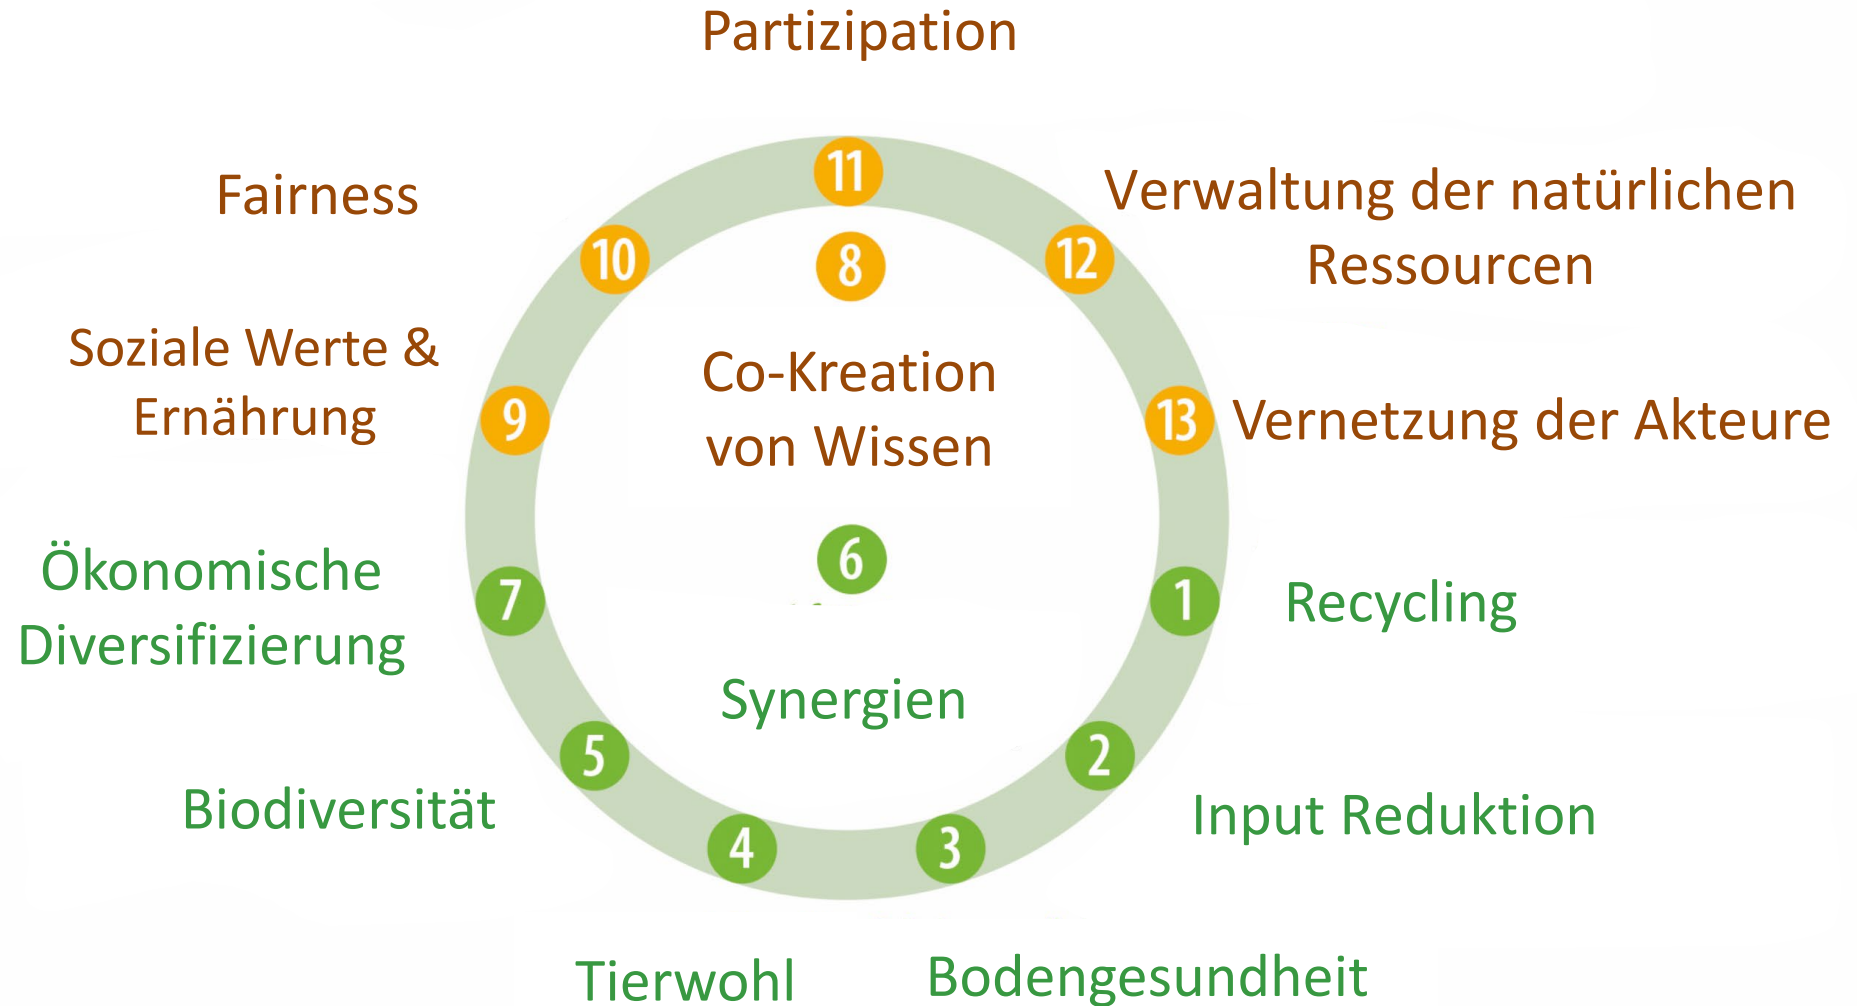 Partizipation
11
Fairness
Verwaltung der natürlichen
Ressourcen
10
8
12
Soziale Werte &
Ernährung
9
Co-Kreation
von Wissen
13
Vernetzung der Akteure
6
Ökonomische
Diversifizierung
7
1
Recycling
Synergien
5
2
Biodiversität
Input Reduktion
4
3
Tierwohl
Bodengesundheit